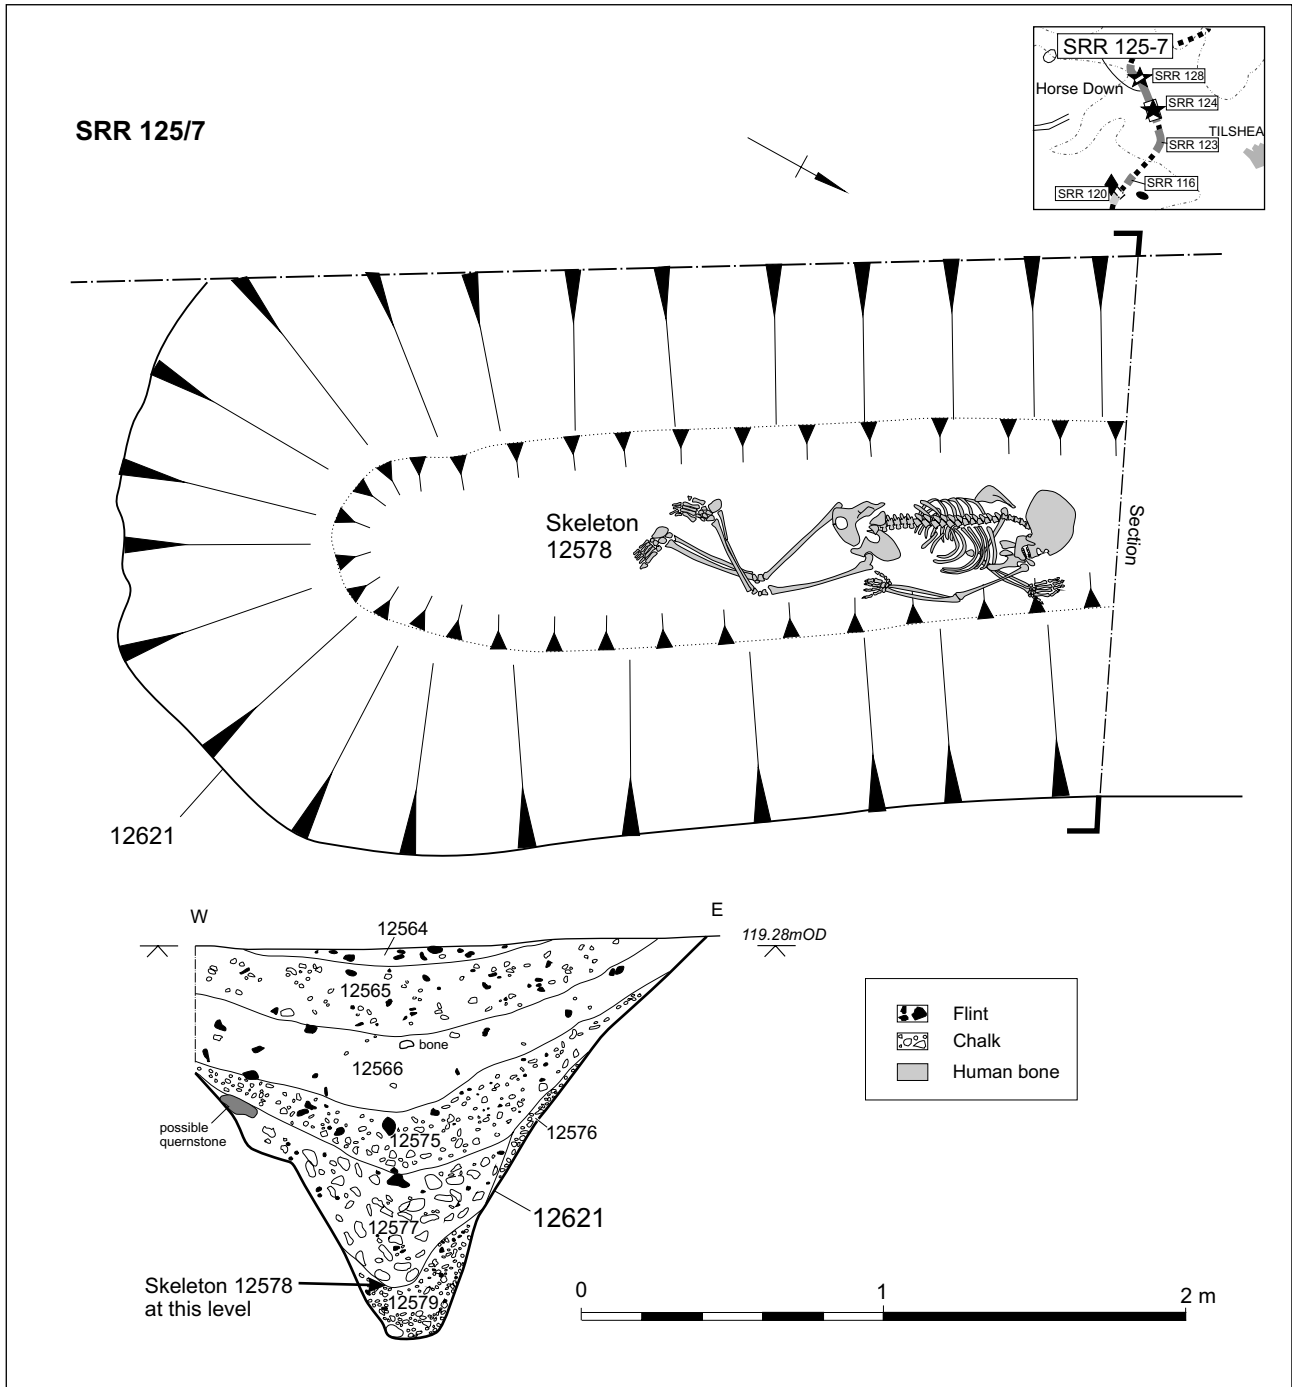 SRR 125/7
SRR 125-7
SRR 128
Horse Down
SRR 124
TILSHEA
SRR 123
SRR 116
SRR 120
Skeleton
12578
Section
12621
W
E
12564
119.28mOD
12565
bone
12566
Flint
Chalk
Human bone
possible
quernstone
12575
12576
12577
12621
Skeleton 12578
at this level
12579
0
1
2 m